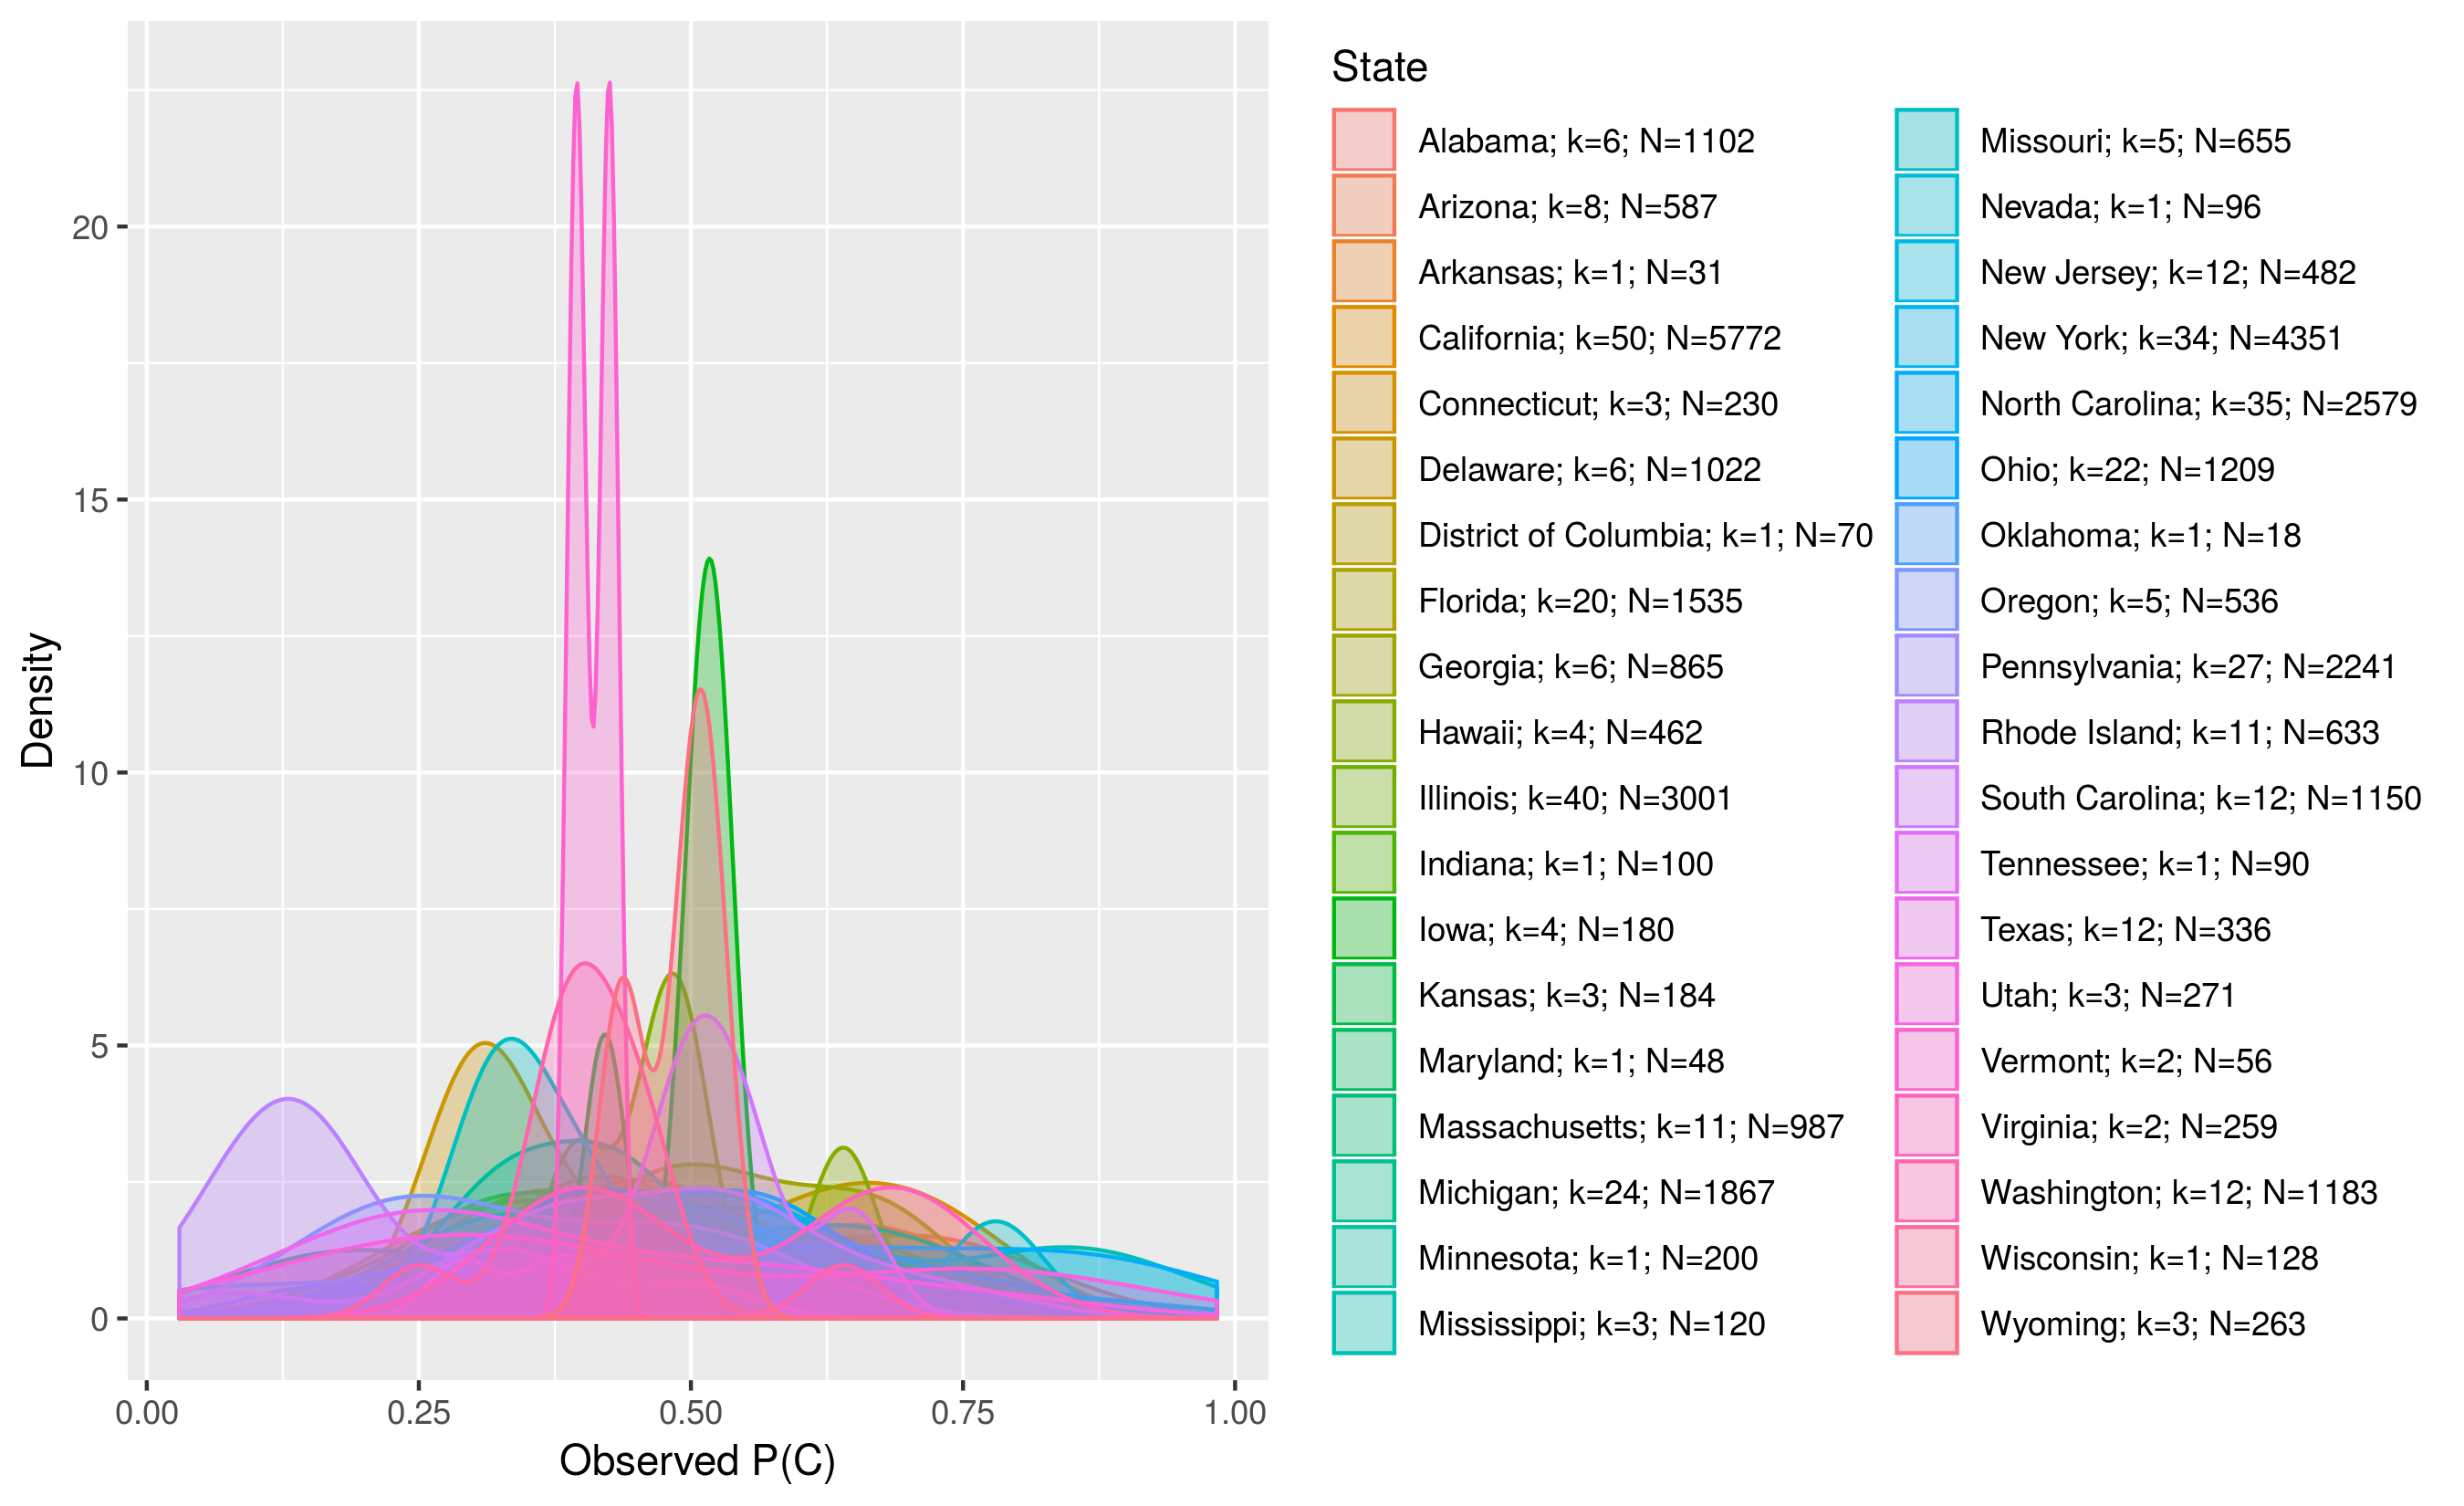 State
Alabama; k=6; N=1102
Arizona; k=8; N=587
Arkansas; k=1; N=31
California; k=50; N=5772
Connecticut; k=3; N=230
Delaware; k=6; N=1022
District of Columbia; k=1; N=70
Florida; k=20; N=1535
Georgia; k=6; N=865
Hawaii; k=4; N=462
Illinois; k=40; N=3001
Indiana; k=1; N=100
Iowa; k=4; N=180
Kansas; k=3; N=184
Maryland; k=1; N=48
Massachusetts; k=11; N=987
Michigan; k=24; N=1867
Minnesota; k=1; N=200
Mississippi; k=3; N=120
Missouri; k=5; N=655
Nevada; k=1; N=96
New Jersey; k=12; N=482
New York; k=34; N=4351
North Carolina; k=35; N=2579
Ohio; k=22; N=1209
Oklahoma; k=1; N=18
Oregon; k=5; N=536
Pennsylvania; k=27; N=2241
Rhode Island; k=11; N=633
South Carolina; k=12; N=1150
Tennessee; k=1; N=90
Texas; k=12; N=336
Utah; k=3; N=271
Vermont; k=2; N=56
Virginia; k=2; N=259
Washington; k=12; N=1183
Wisconsin; k=1; N=128
Wyoming; k=3; N=263
Density
20
15
10
5
0
0.00 0.25 0.50 0.75 1.00
Observed P(C)